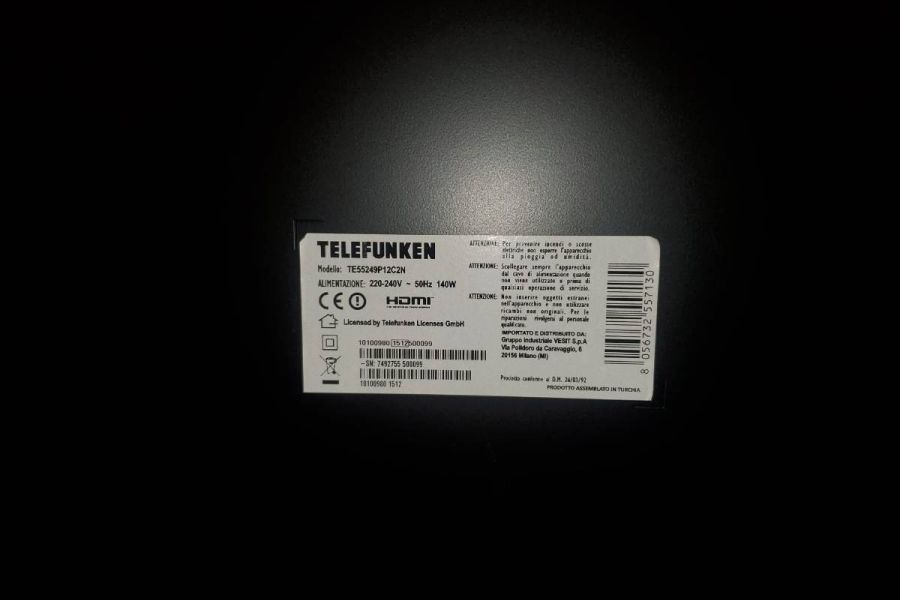 TELEFUNKEN
Modello: TE55249P12C2N
ALIMENTAZIONE: 220-240V ~ 50Hz 140W
CE HDMI
Licensed by Telefunken Licenses GmbH
10100980 1512 500099
-SN: 7492755 500099
10100980 1512
ATTENZIONE: Per prevenire incendi o scosse
elettriche non esporre l'apparecchio
alla pioggia od umidità.
ATTENZIONE: Scollegare sempre l'apparecchio
dal cavo di alimentazione quando
non viene utilizzato o prima di
qualsiasi operazione di servizio.
ATTENZIONE: Non inserire oggetti estranei
nell'apparecchio e non utilizzare
ricambi non originali. Per le
riparazioni rivolgersi al personale
qualificato.
IMPORTATO E DISTRIBUITO DA:
Gruppo Industriale VESIT S.p.A
Via Polidoro da Caravaggio, 6
20156 Milano (MI)
Prodotto conforme al D.M. 26/03/92
PRODOTTO ASSEMBLATO IN TURCHIA.
8 056732 557130